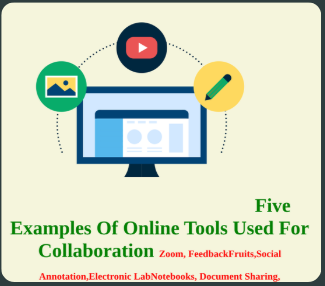 Five
Examples Of Online Tools Used For
Collaboration Zoom, FeedbackFruits,Social
Annotation,Electronic LabNotebooks, Document Sharing,